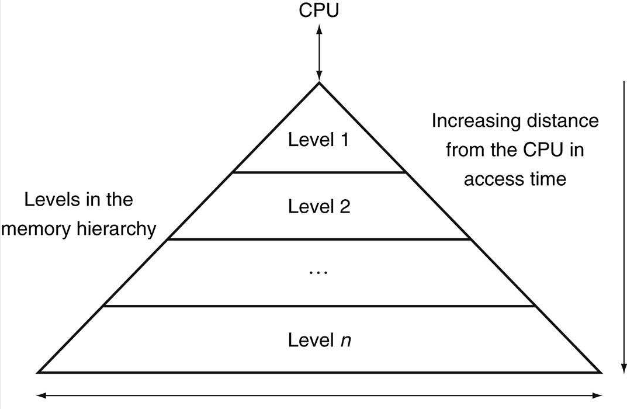 CPU
Level 1
Increasing distance
from the CPU in
access time
Levels in the
memory hierarchy
Level 2
...
Level n